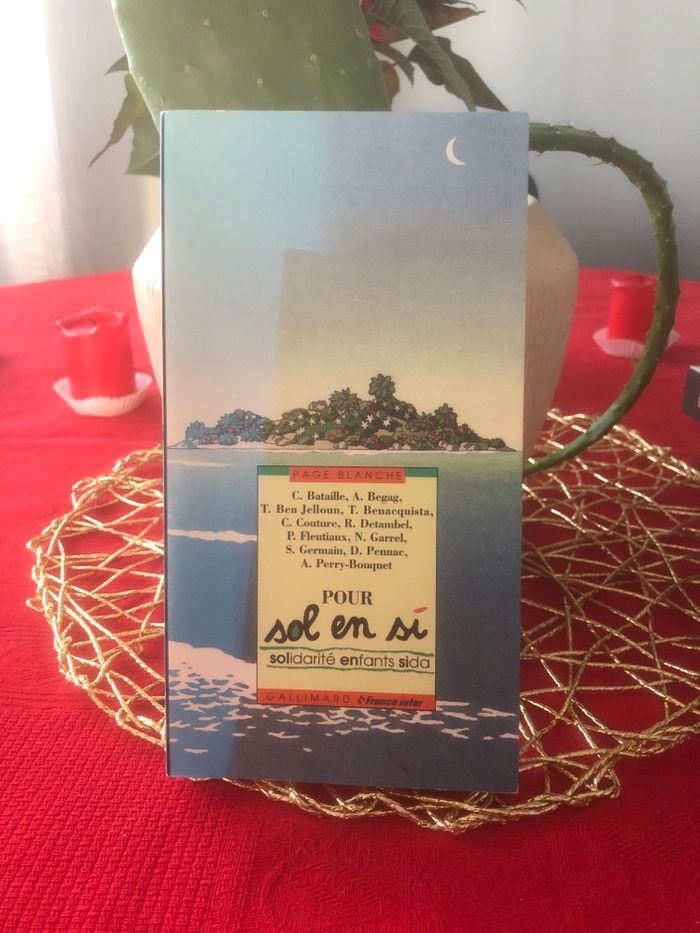 PAGE BLANCHE
C. Bataille, A. Begag,
T. Ben Jelloun, T. Benacquista,
C. Couture, R. Detambel,
P. Fleutiaux, N. Garrel,
S. Germain, D. Pennac,
A. Perry-Bouquet
POUR
sol en si
solidarité enfants sida
GALLIMARD France inter